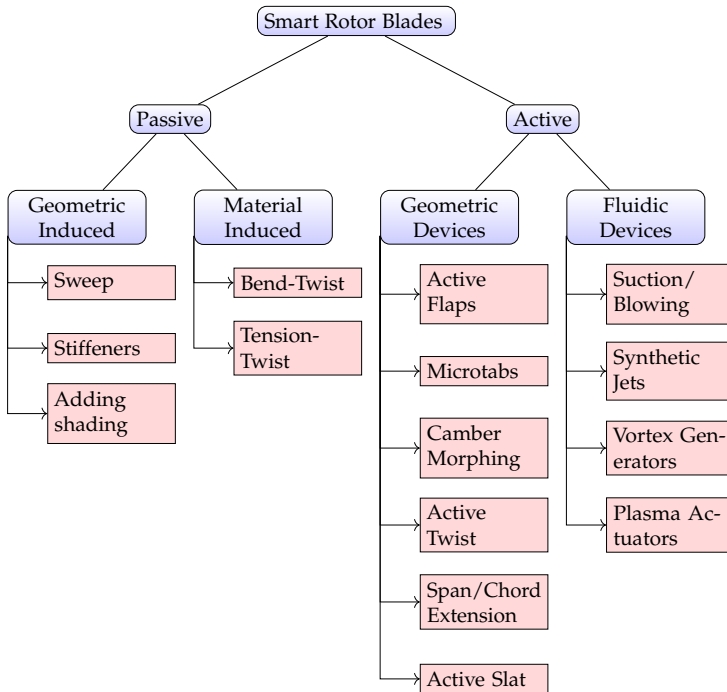 Smart Rotor Blades
Passive
Active
Geometric
Induced
Material
Induced
Geometric
Devices
Fluidic
Devices
Sweep
Stiffeners
Adding
shading
Bend-Twist
Tension-
Twist
Active
Flaps
Microtabs
Camber
Morphing
Active
Twist
Span/Chord
Extension
Active Slat
Suction/
Blowing
Synthetic
Jets
Vortex Gen-
erators
Plasma Ac-
tuators